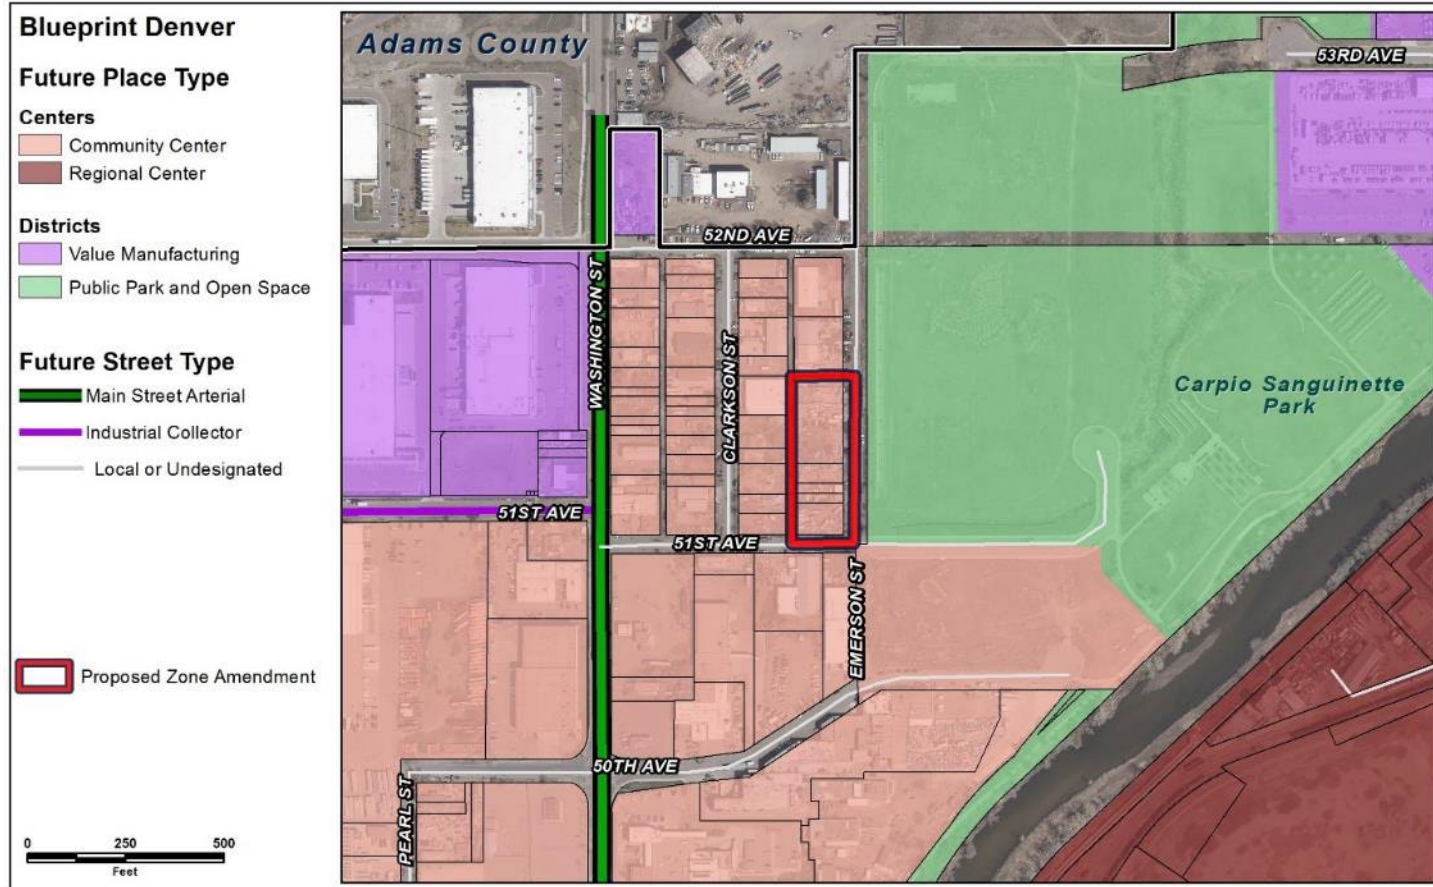 Blueprint Denver
Future Place Type
Centers
Community Center
Regional Center
Districts
Value Manufacturing
Public Park and Open Space
Future Street Type
Main Street Arterial
Industrial Collector
Local or Undesignated
Proposed Zone Amendment
0 250 500
Feet
Adams County
53RD AVE
52ND AVE
WASHINGTON ST
CLARKSON ST
Carpio Sanguinette
Park
51ST AVE
51ST AVE
EMERSON ST
50TH AVE
PEARL ST